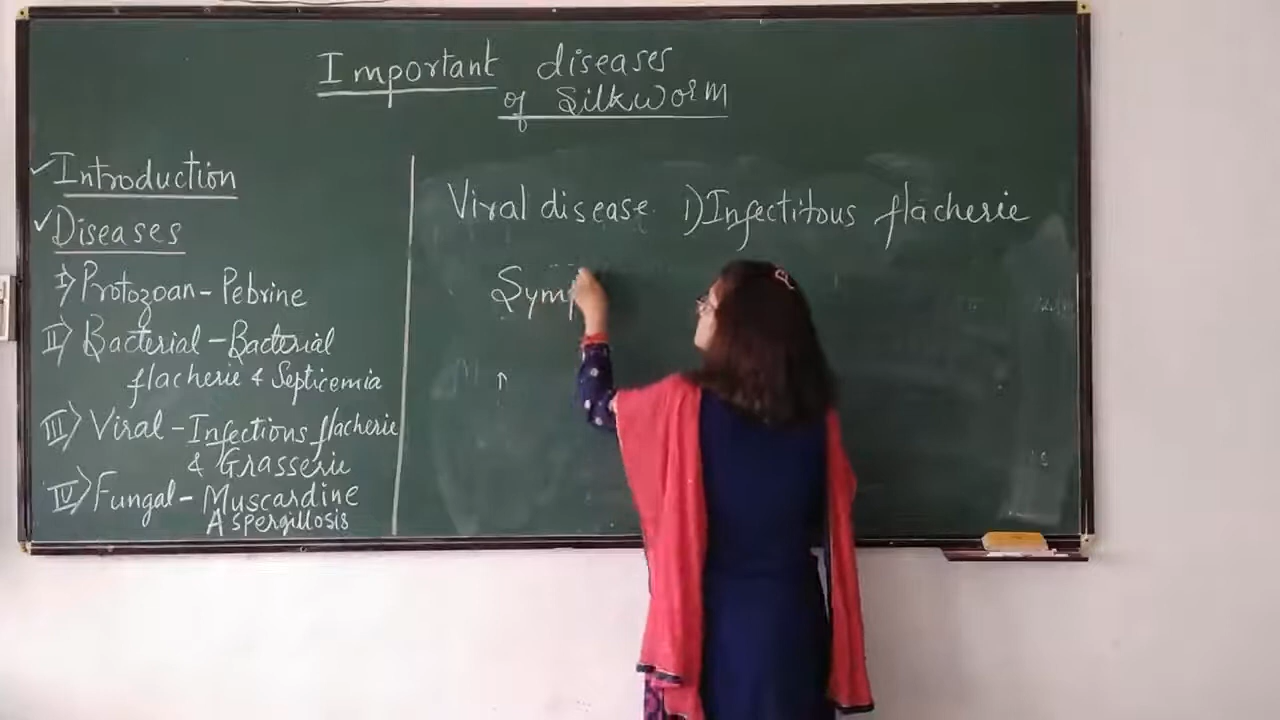 Important diseases
of Silkworm
✓Introduction
✓Diseases
I) Protozoan - Pebrine
II) Bacterial - Bacterial
flacherie & Septicemia
III) Viral - Infections flacherie
& Grasserie
IV) Fungal - Muscardine
Aspergillosis
Viral disease 1) Infectitous flacherie
Symp